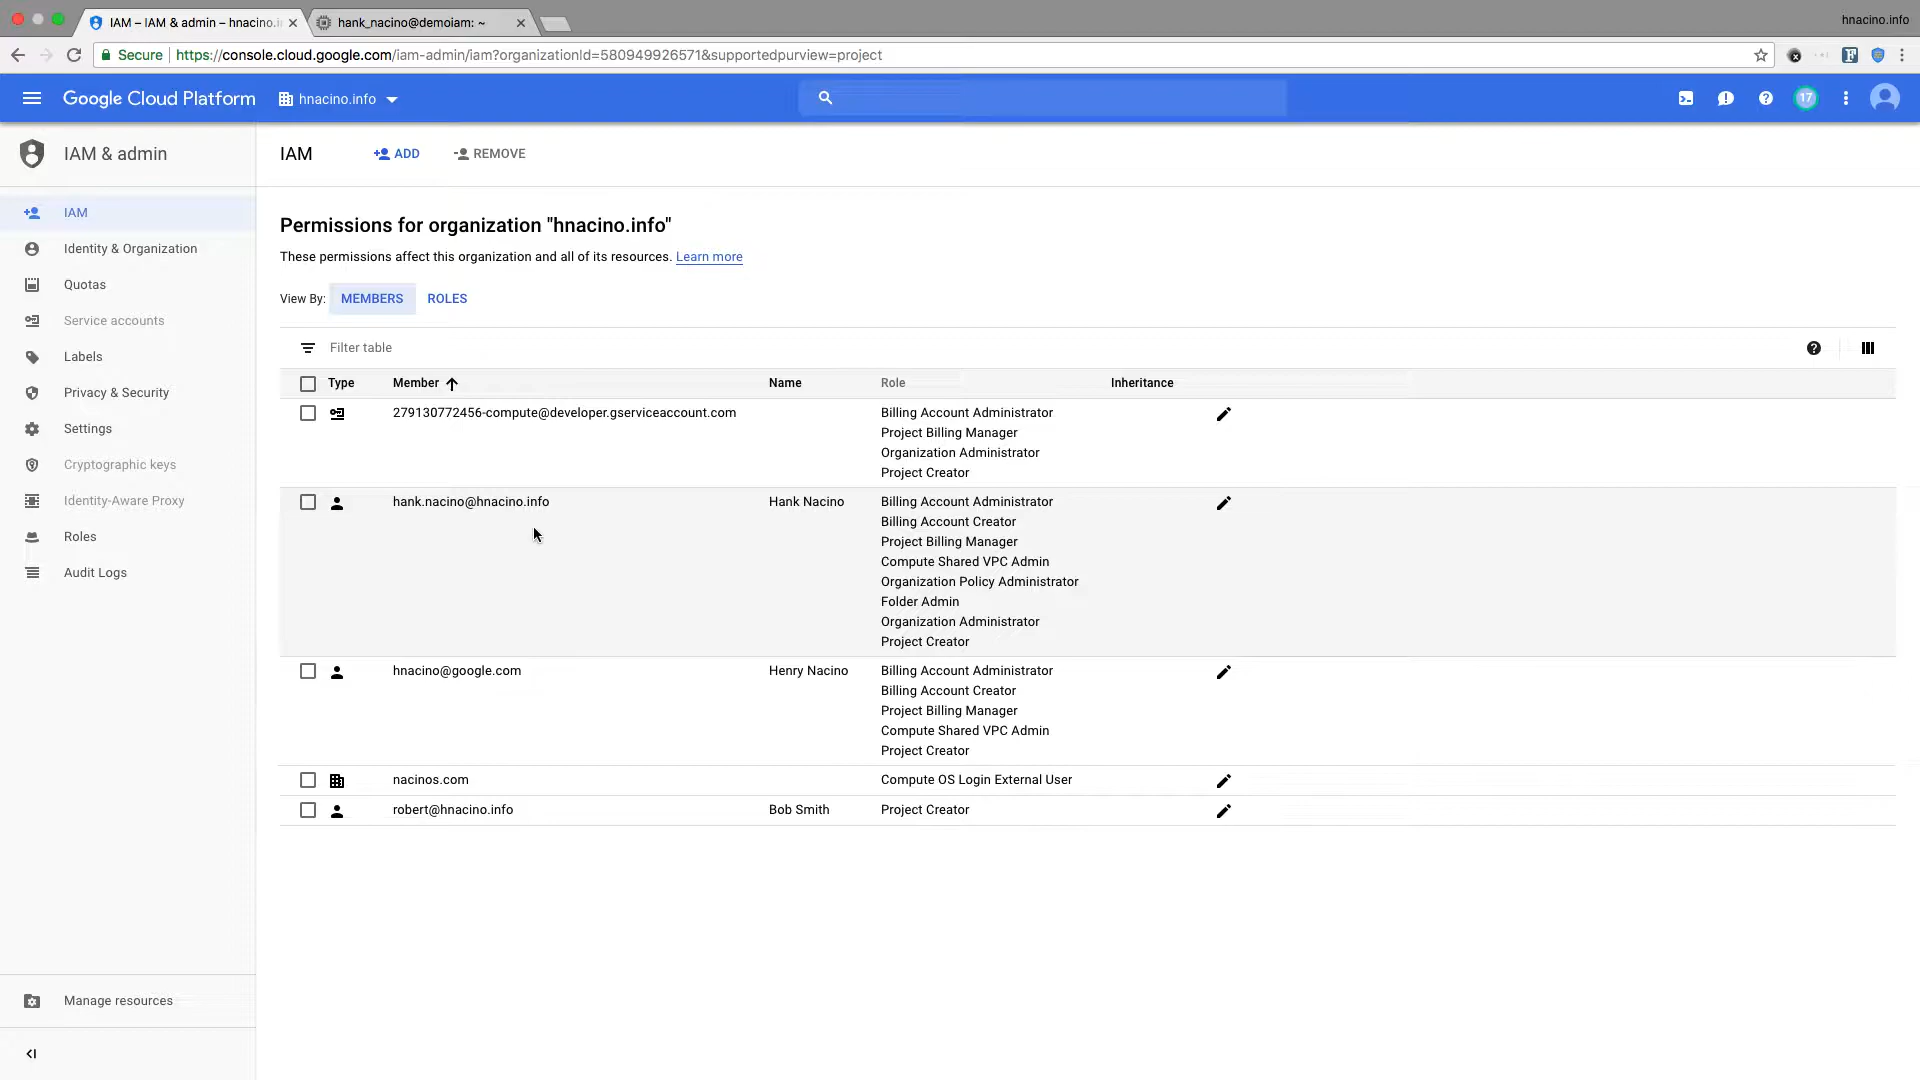 IAM – IAM & admin – hnacino.i
hank_nacino@demoiam: ~
hnacino.info
Secure
https://console.cloud.google.com/iam-admin/iam?organizationId=580949926571&supportedpurview=project
Google Cloud Platform
hnacino.info
17
IAM & admin
IAM
ADD
REMOVE
IAM
Identity & Organization
Quotas
Service accounts
Labels
Privacy & Security
Settings
Cryptographic keys
Identity-Aware Proxy
Roles
Audit Logs
Manage resources
Permissions for organization "hnacino.info"
These permissions affect this organization and all of its resources. Learn more
View By: MEMBERS ROLES
Filter table
Type Member Name Role Inheritance
279130772456-compute@developer.gserviceaccount.com Billing Account Administrator
Project Billing Manager
Organization Administrator
Project Creator
hank.nacino@hnacino.info Hank Nacino Billing Account Administrator
Billing Account Creator
Project Billing Manager
Compute Shared VPC Admin
Organization Policy Administrator
Folder Admin
Organization Administrator
Project Creator
hnacino@google.com Henry Nacino Billing Account Administrator
Billing Account Creator
Project Billing Manager
Compute Shared VPC Admin
Project Creator
nacinos.com Compute OS Login External User
robert@hnacino.info Bob Smith Project Creator